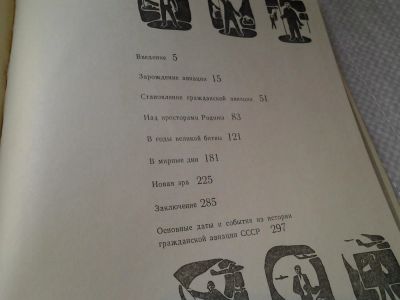 Введение 5
Зарождение авиации 15
Становление гражданской авиации 51
Над просторами Родины 83
В годы великой битвы 121
В мирные дни 181
Новая эра 225
Заключение 285
Основные даты и события из истории
гражданской авиации СССР 297